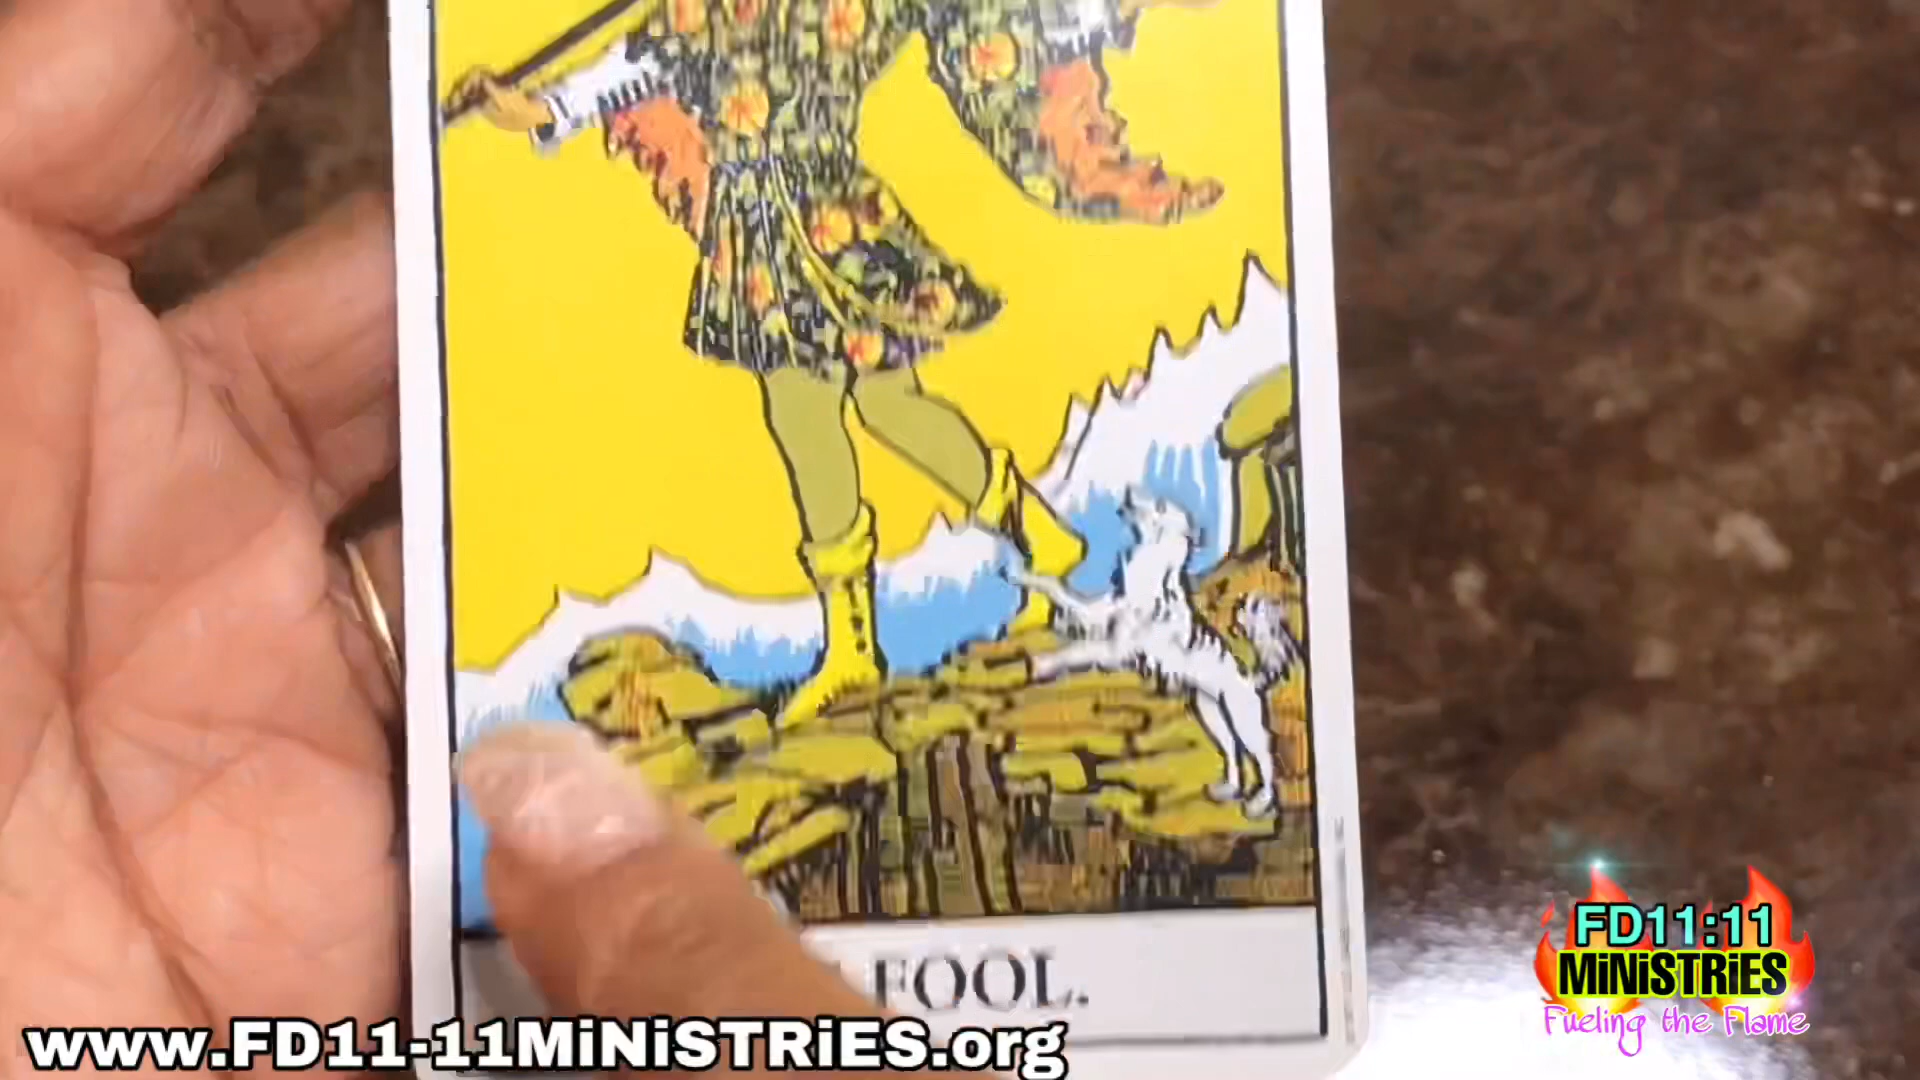 FOOL.
www.FD11-11MiNiSTRiES.org
FD11:11
MiNiSTRiES
Fueling the Flame